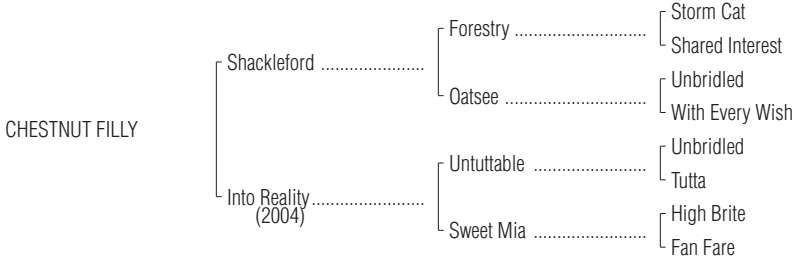 Storm Cat
Forestry ......................
Shared Interest
Shackleford ......................
Unbridled
Oatsee ..............................
With Every Wish
CHESTNUT FILLY
Unbridled
Untuttable ........................
Tutta
Into Reality........................
(2004)
High Brite
Sweet Mia ........................
Fan Fare